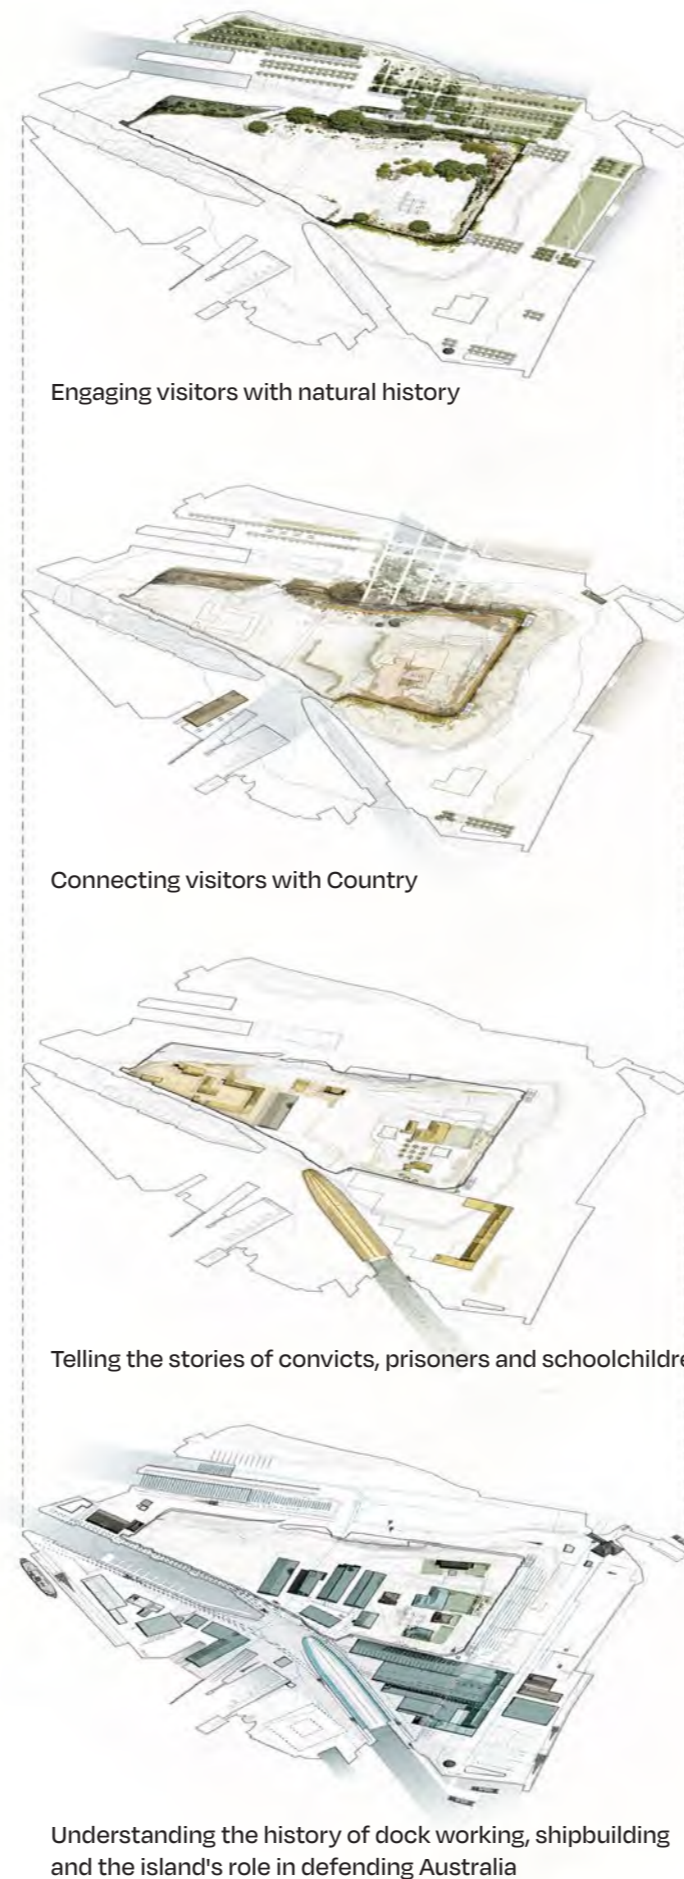 Engaging visitors with natural history
Connecting visitors with Country
Telling the stories of convicts, prisoners and schoolchildre
Understanding the history of dock working, shipbuilding
and the island's role in defending Australia